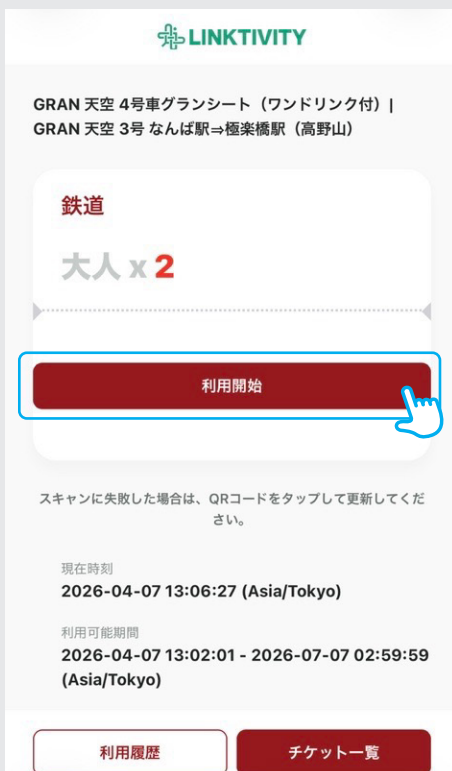 LINKTIVITY
GRAN 天空 4号車グランシート（ワンドリンク付）|
GRAN 天空 3号 なんば駅⇒極楽橋駅（高野山）
鉄道
大人 x 2
利用開始
スキャンに失敗した場合は、QRコードをタップして更新してくだ
さい。
現在時刻
2026-04-07 13:06:27 (Asia/Tokyo)
利用可能期間
2026-04-07 13:02:01 - 2026-07-07 02:59:59
(Asia/Tokyo)
利用履歴
チケット一覧